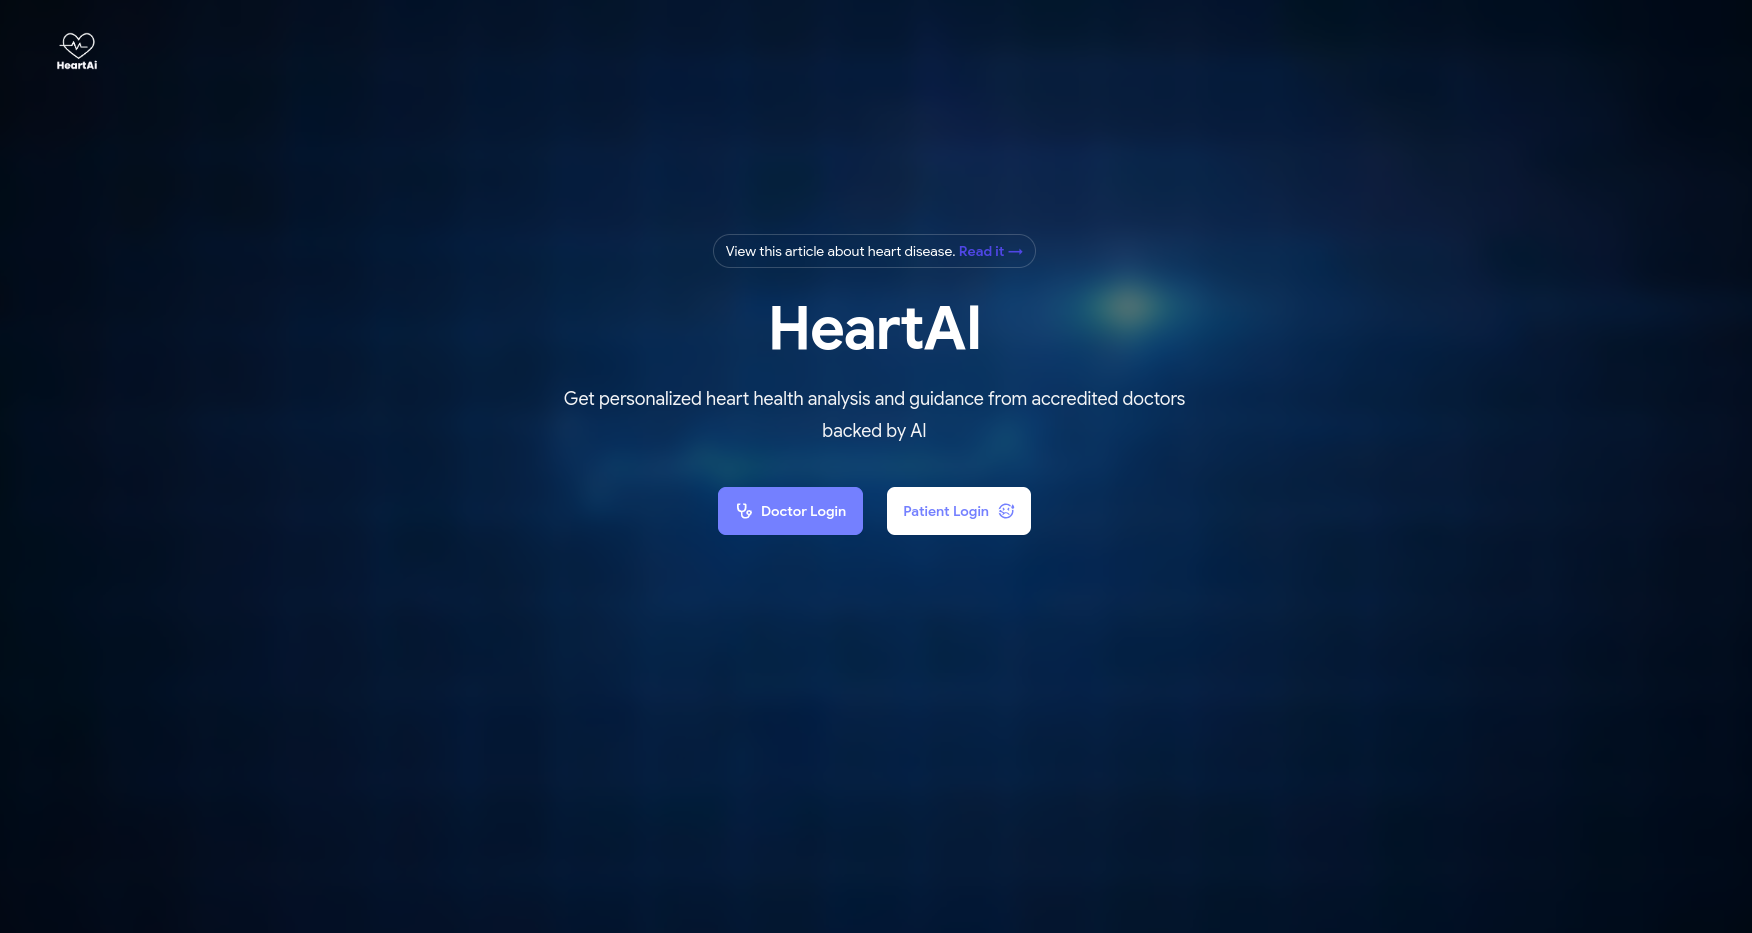 HeartAi
View this article about heart disease. Read it →
HeartAI
Get personalized heart health analysis and guidance from accredited doctors
backed by AI
Doctor Login
Patient Login